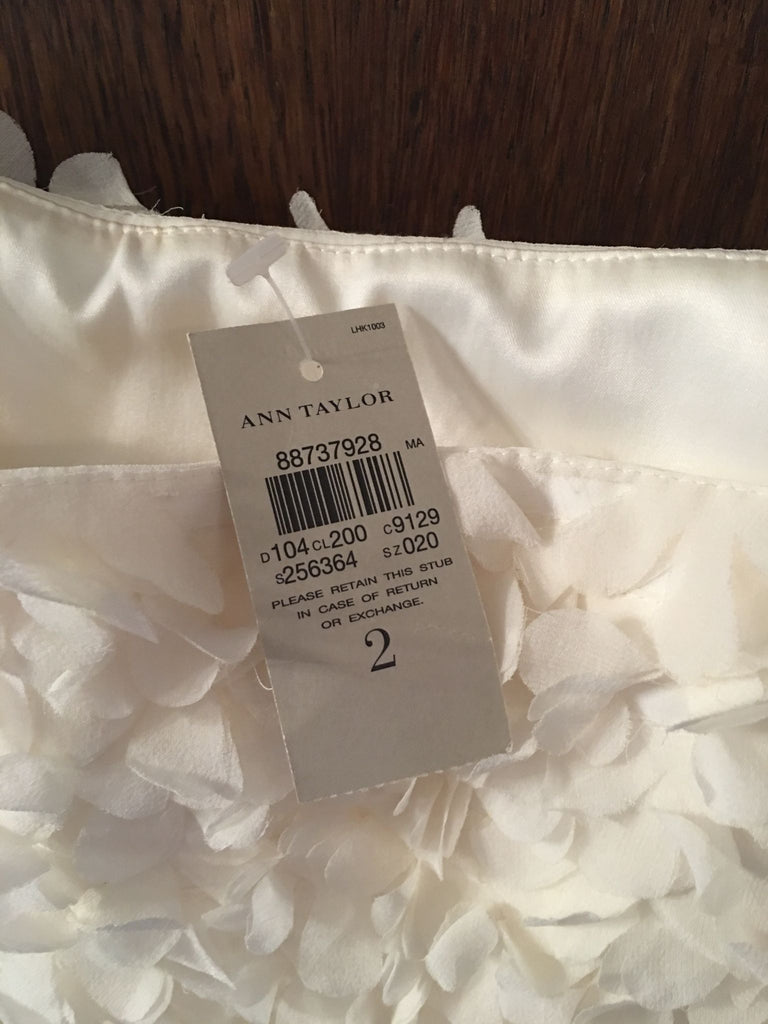 LHK1003
ANN TAYLOR
88737928 MA
D104 CL200 C9129
S256364 SZ020
PLEASE RETAIN THIS STUB
IN CASE OF RETURN
OR EXCHANGE.
2